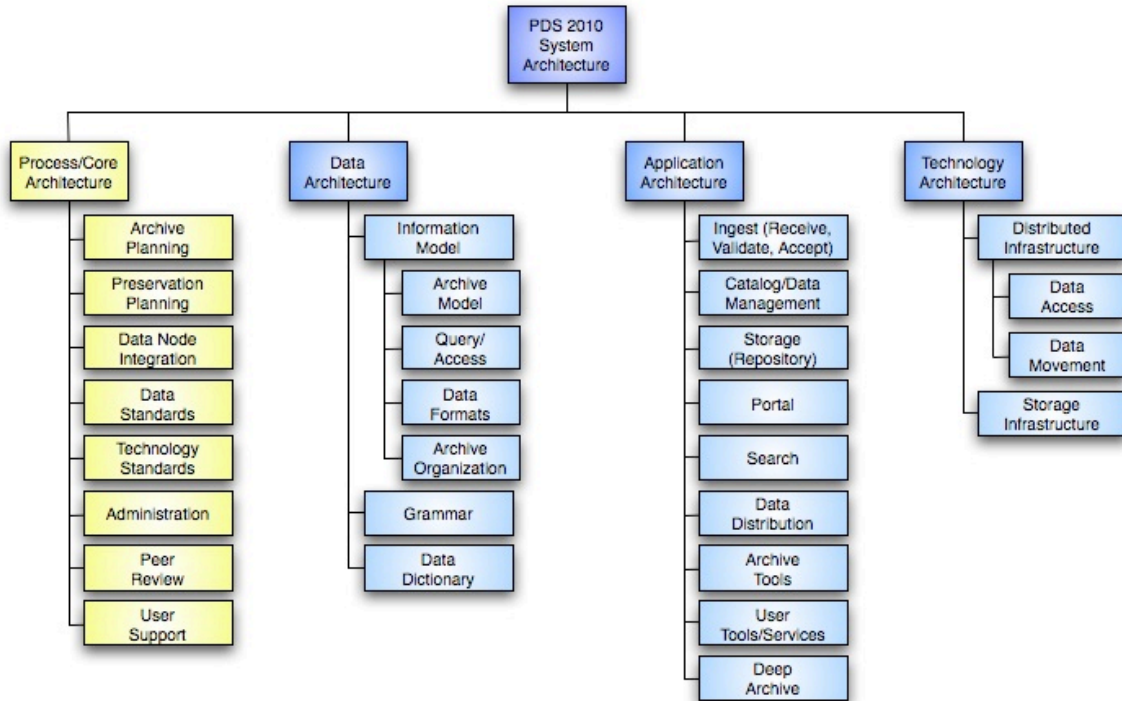 PDS 2010
System
Architecture
Process/Core
Architecture
Archive
Planning
Preservation
Planning
Data Node
Integration
Data
Standards
Technology
Standards
Administration
Peer
Review
User
Support
Data
Architecture
Information
Model
Archive
Model
Query/
Access
Data
Formats
Archive
Organization
Grammar
Data
Dictionary
Application
Architecture
Ingest (Receive,
Validate, Accept)
Catalog/Data
Management
Storage
(Repository)
Portal
Search
Data
Distribution
Archive
Tools
User
Tools/Services
Deep
Archive
Technology
Architecture
Distributed
Infrastructure
Data
Access
Data
Movement
Storage
Infrastructure